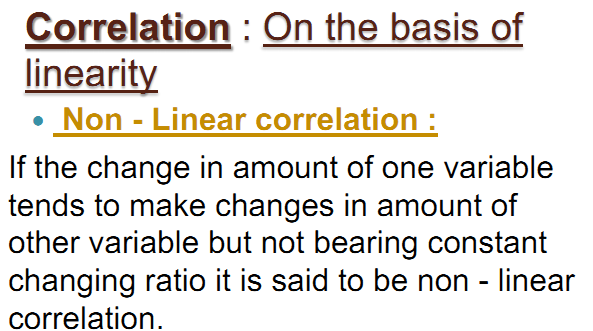 Correlation : On the basis of
linearity
• Non - Linear correlation :
If the change in amount of one variable
tends to make changes in amount of
other variable but not bearing constant
changing ratio it is said to be non - linear
correlation.